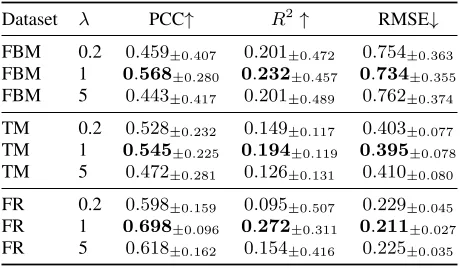 Dataset λ PCC↑ R² ↑ RMSE↓
FBM 0.2 0.459±0.407 0.201±0.472 0.754±0.363
FBM 1 0.568±0.280 0.232±0.457 0.734±0.355
FBM 5 0.443±0.417 0.201±0.489 0.762±0.374
TM 0.2 0.528±0.232 0.149±0.117 0.403±0.077
TM 1 0.545±0.225 0.194±0.119 0.395±0.078
TM 5 0.472±0.281 0.126±0.131 0.410±0.080
FR 0.2 0.598±0.159 0.095±0.507 0.229±0.045
FR 1 0.698±0.096 0.272±0.311 0.211±0.027
FR 5 0.618±0.162 0.154±0.416 0.225±0.035